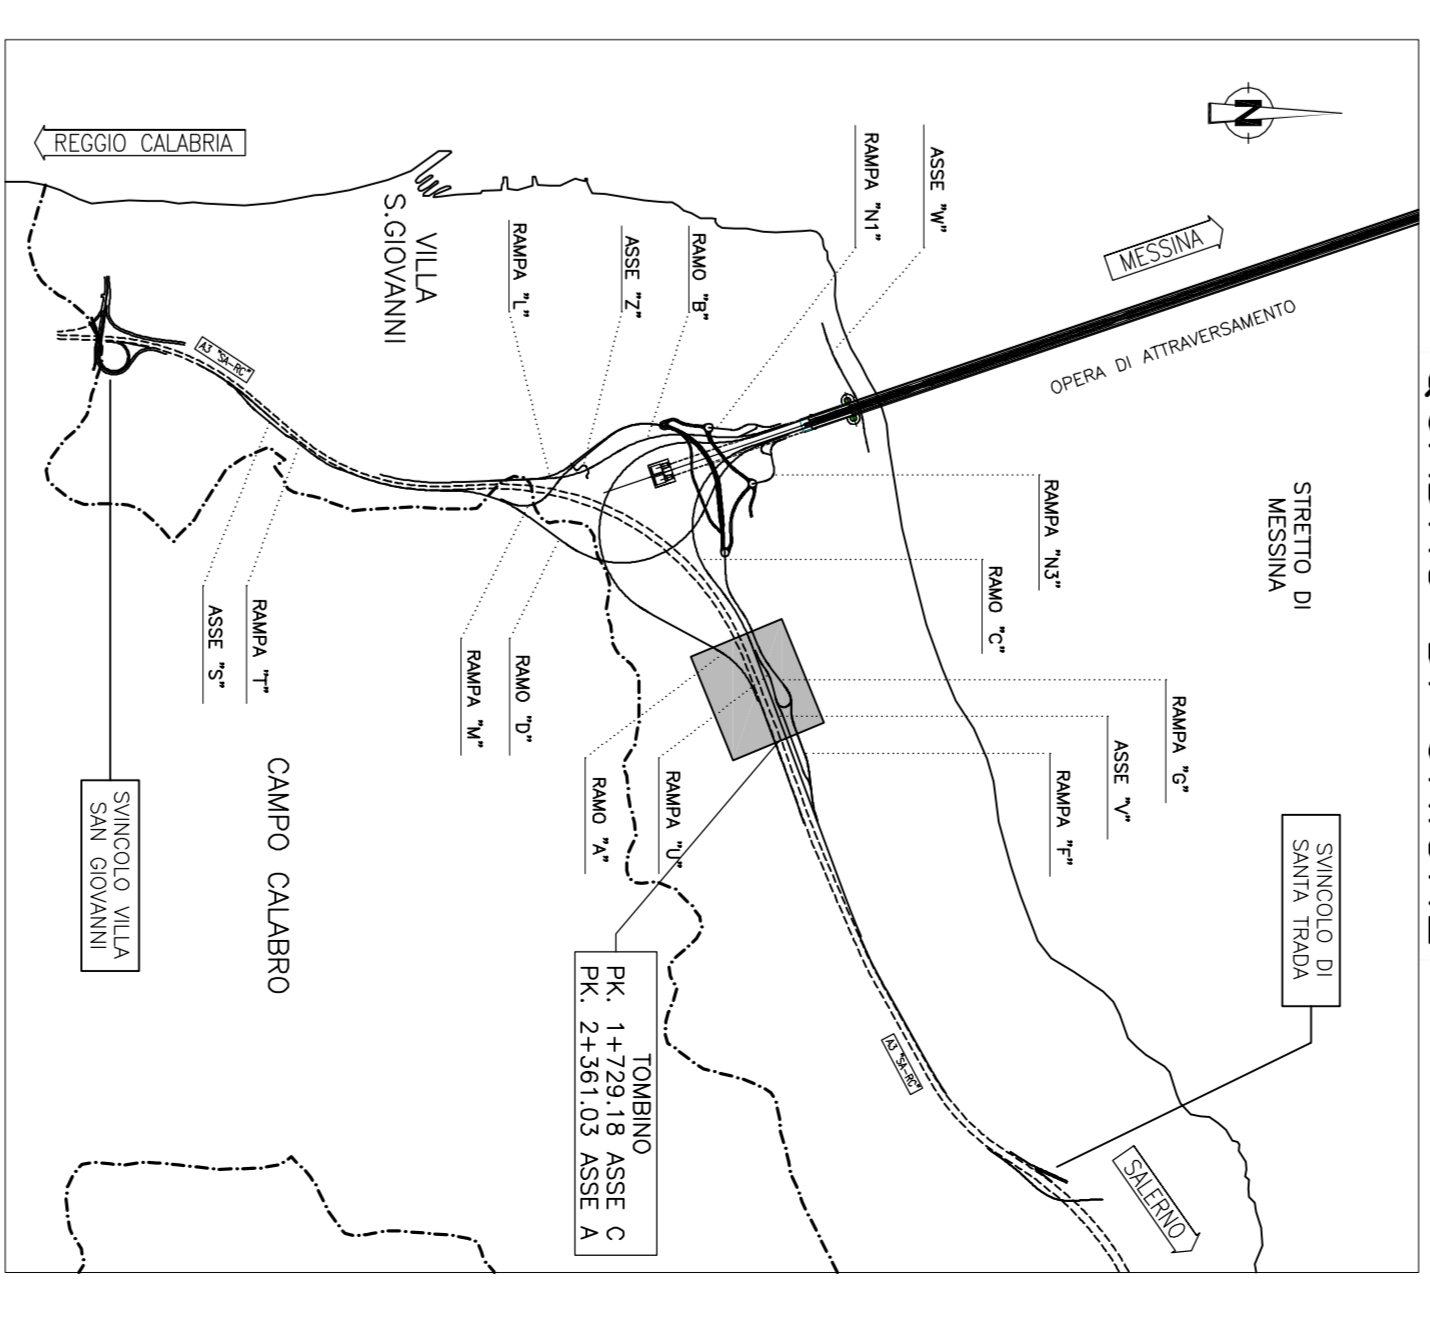 N
REGGIO CALABRIA
MESSINA
OPERA DI ATTRAVERSAMENTO
ASSE "W"
RAMPA "N1"
RAMO "B"
ASSE "Z"
RAMPA "L"
VILLA
S.GIOVANNI
A3 "SA-RC"
STRETTO DI
MESSINA
RAMPA "N3"
RAMO "C"
RAMPA "G"
ASSE "V"
RAMPA "F"
RAMPA "T"
ASSE "S"
RAMO "D"
RAMPA "M"
RAMPA "U"
RAMO "A"
CAMPO CALABRO
SVINCOLO VILLA
SAN GIOVANNI
SVINCOLO DI
SANTA TRADA
TOMBINO
PK. 1+729.18 ASSE C
PK. 2+361.03 ASSE A
A3 "SA-RC"
SALERNO